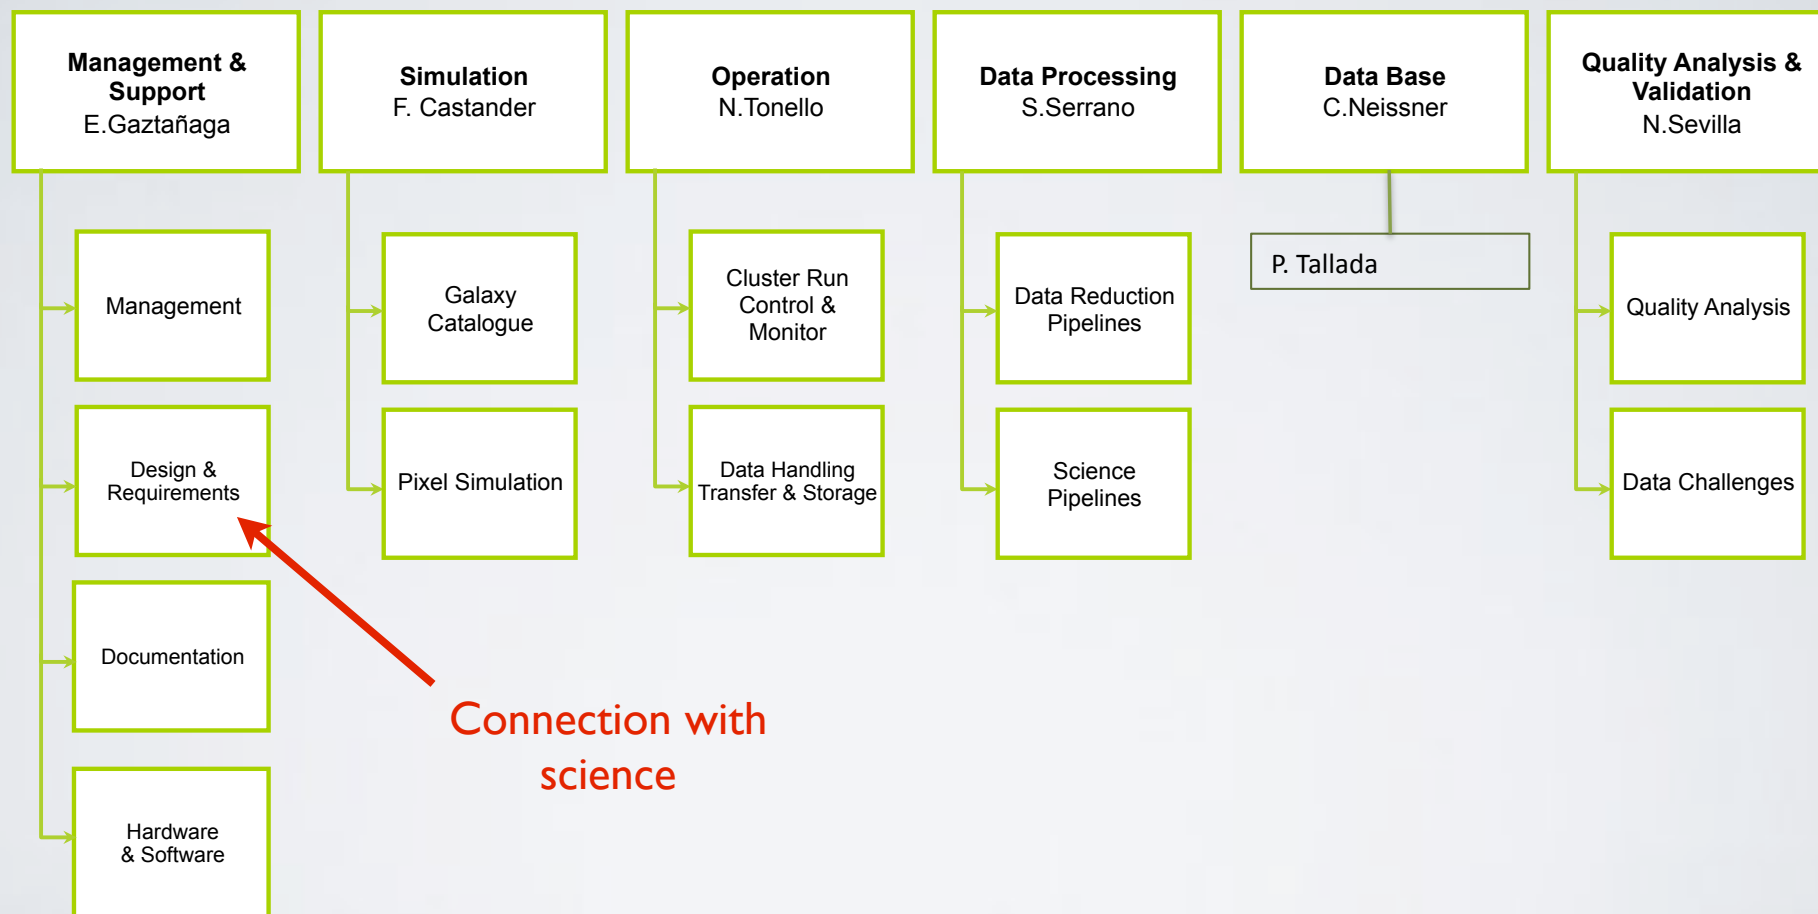 Management &
Support
E.Gaztañaga
Simulation
F. Castander
Operation
N.Tonello
Data Processing
S.Serrano
Data Base
C.Neissner
Quality Analysis &
Validation
N.Sevilla
Management
Design &
Requirements
Documentation
Hardware
& Software
Galaxy
Catalogue
Pixel Simulation
Cluster Run
Control &
Monitor
Data Handling
Transfer & Storage
Data Reduction
Pipelines
Science
Pipelines
P. Tallada
Quality Analysis
Data Challenges
Connection with
science